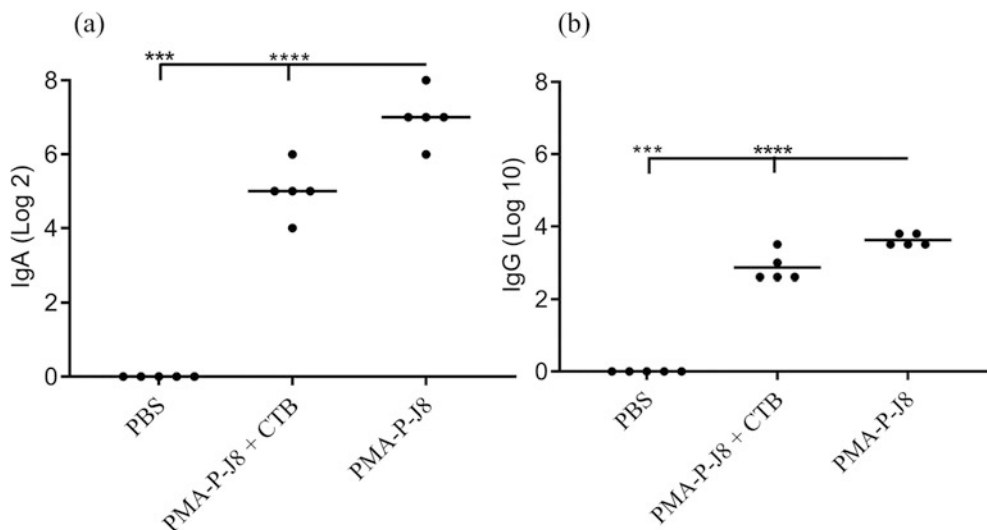 (a)
*** ****
8
6
4
2
0
IgA (Log 2)
PBS
PMA-P-J8 + CTB
PMA-P-J8
(b)
*** ****
8
6
4
2
0
IgG (Log 10)
PBS
PMA-P-J8 + CTB
PMA-P-J8